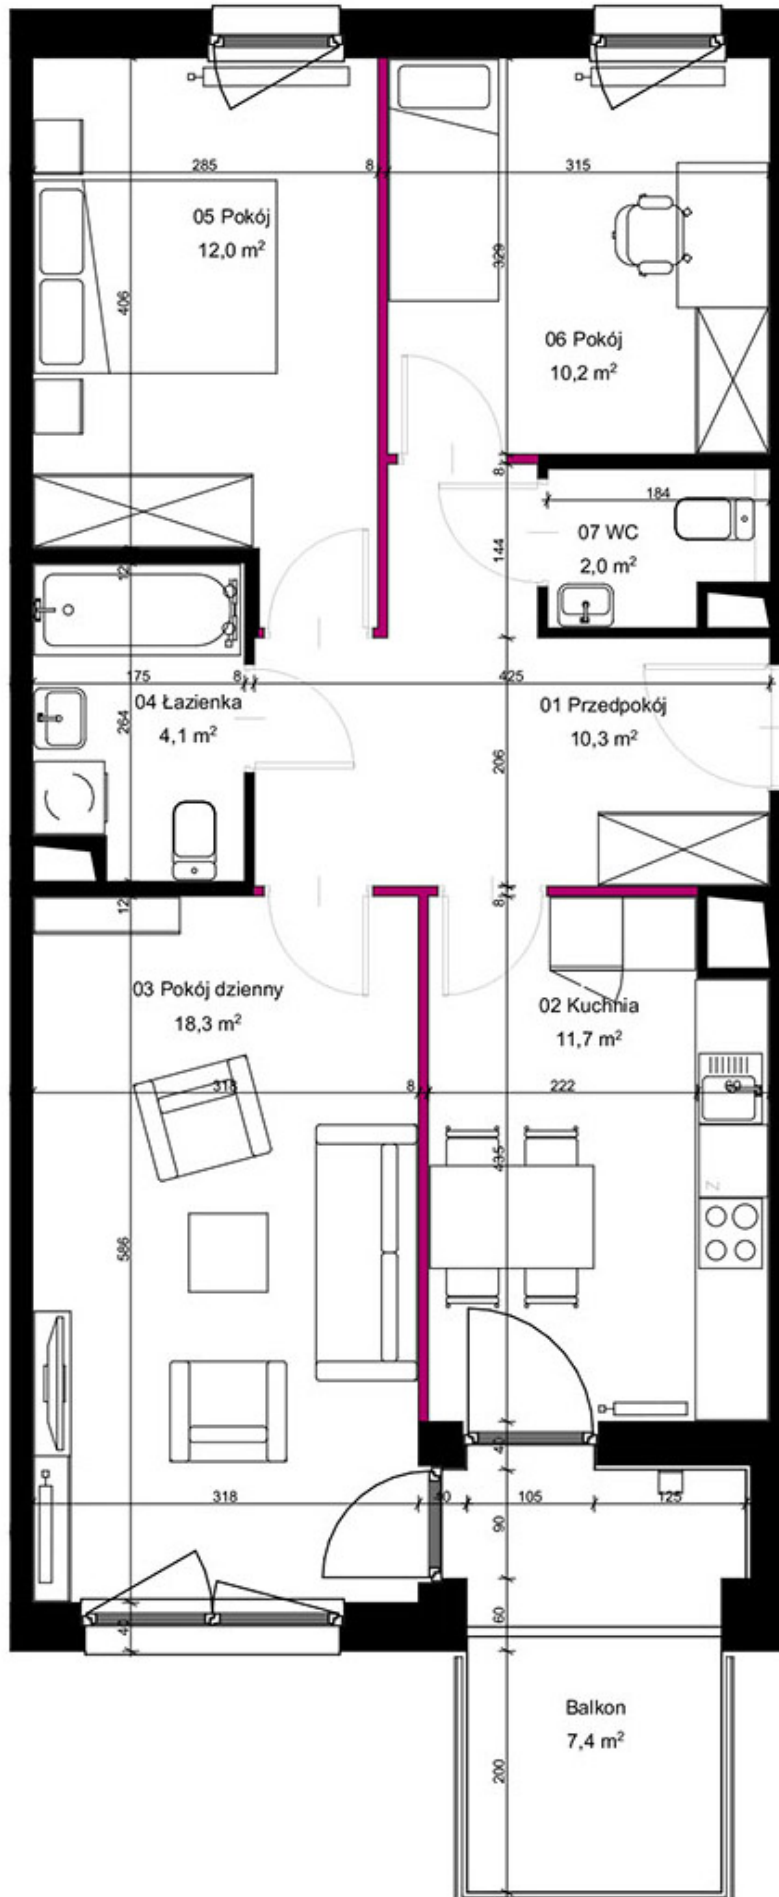 285
8
315
05 Pokój
12,0 m²
406
329
06 Pokój
10,2 m²
8
184
144
07 WC
2,0 m²
12
175
8
425
04 Łazienka
4,1 m²
264
01 Przedpokój
10,3 m²
206
12
8
03 Pokój dzienny
18,3 m²
02 Kuchnia
11,7 m²
318
8
222
60
435
Z
586
40
318
40
105
125
90
60
40
Balkon
7,4 m²
200